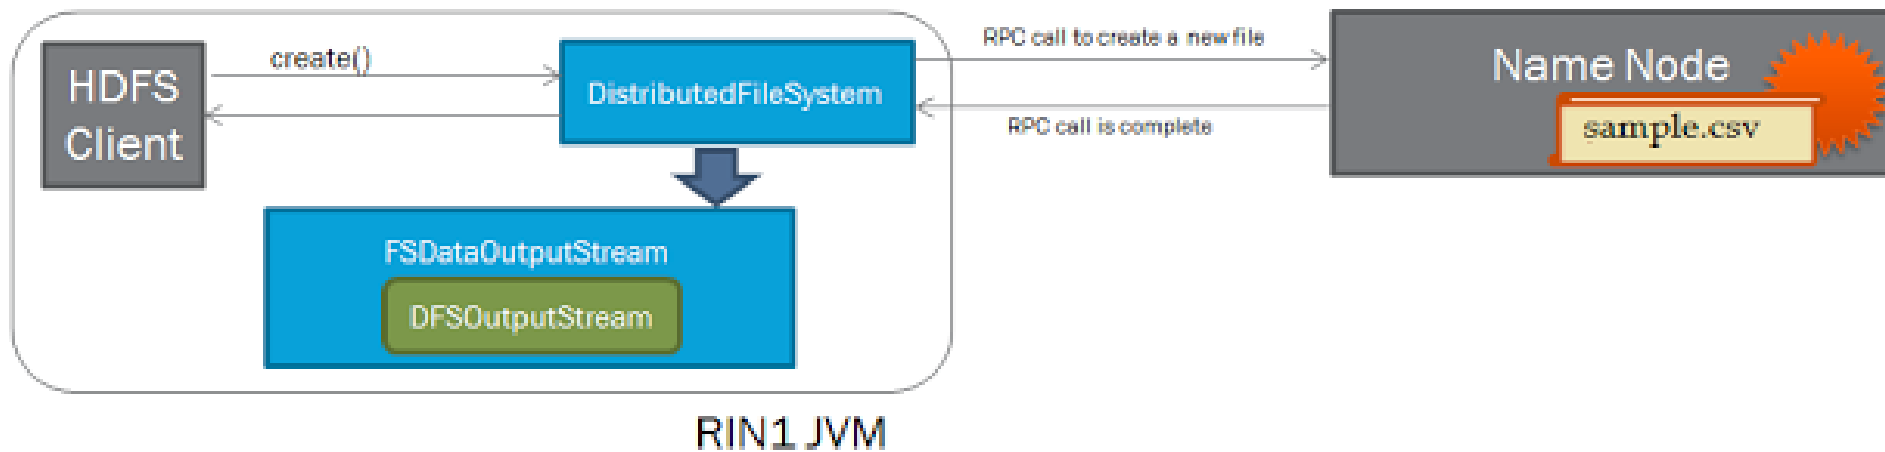 HDFS
Client
create()
DistributedFileSystem
RPC call to create a new file
RPC call is complete
Name Node
sample.csv
FSDataOutputStream
DFSOutputStream
RIN1 JVM